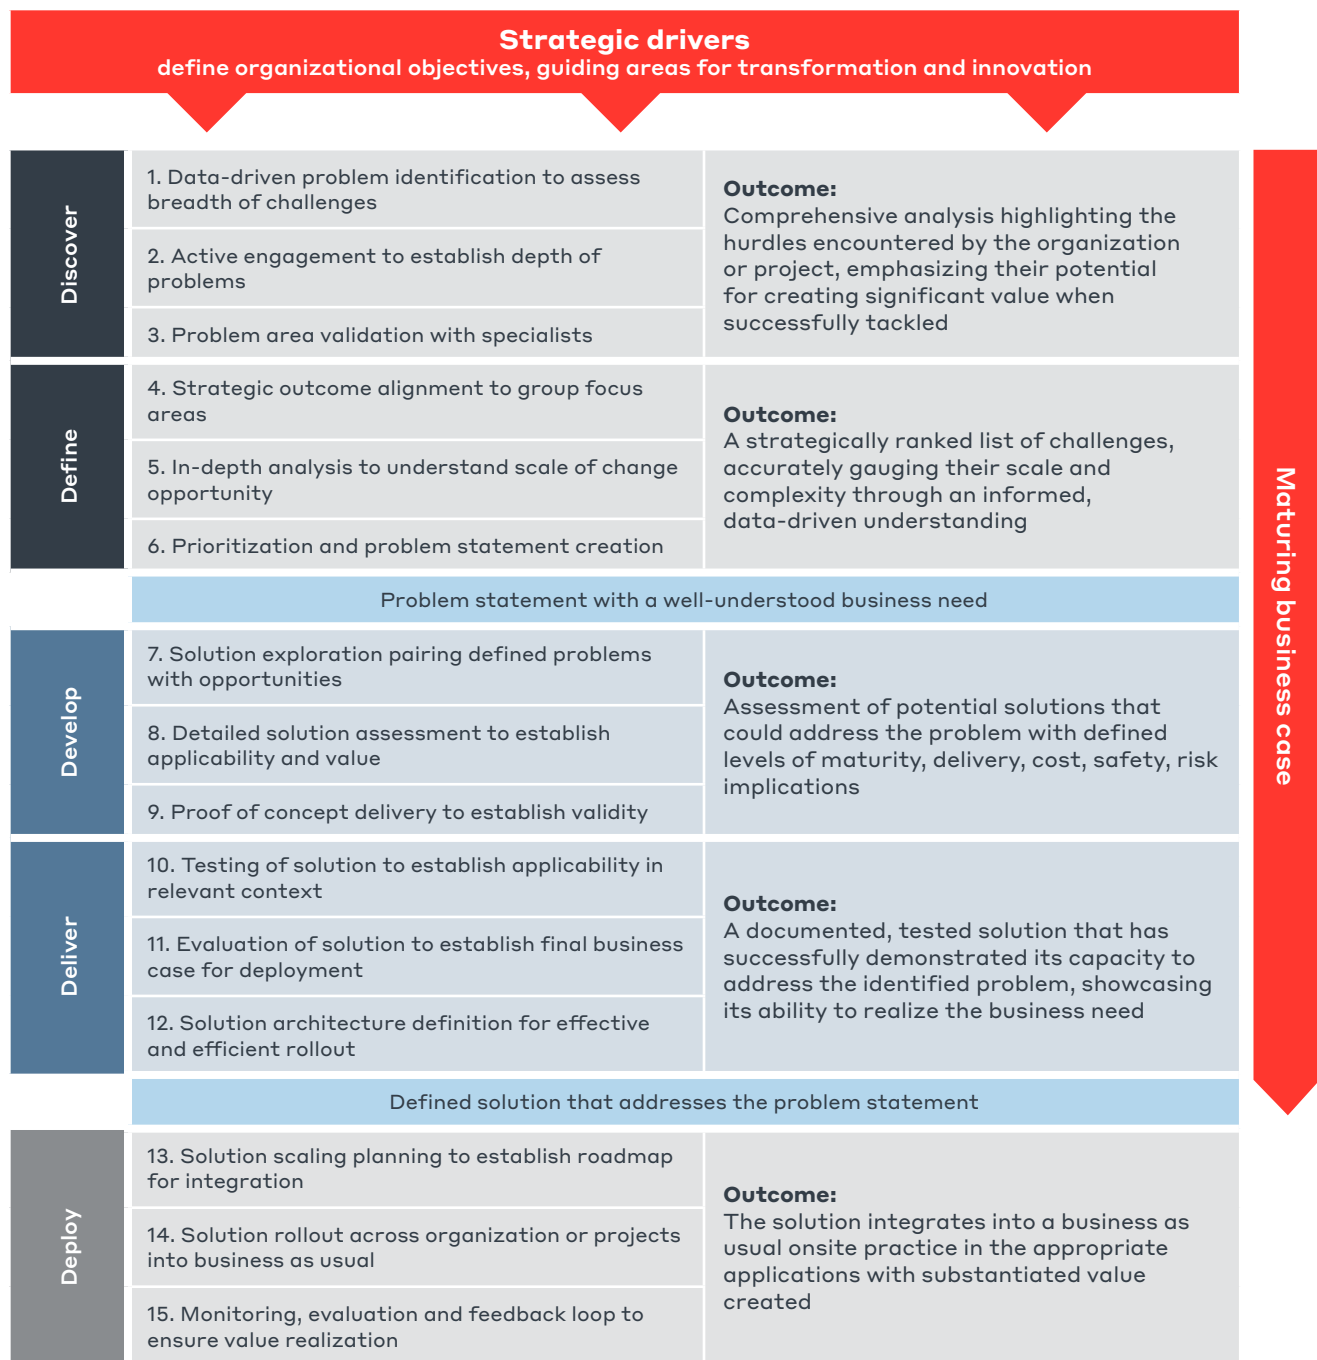 Strategic drivers
define organizational objectives, guiding areas for transformation and innovation
Discover
1. Data-driven problem identification to assess
breadth of challenges
2. Active engagement to establish depth of
problems
3. Problem area validation with specialists
Outcome:
Comprehensive analysis highlighting the
hurdles encountered by the organization
or project, emphasizing their potential
for creating significant value when
successfully tackled
Define
4. Strategic outcome alignment to group focus
areas
5. In-depth analysis to understand scale of change
opportunity
6. Prioritization and problem statement creation
Outcome:
A strategically ranked list of challenges,
accurately gauging their scale and
complexity through an informed,
data-driven understanding
Problem statement with a well-understood business need
Develop
7. Solution exploration pairing defined problems
with opportunities
8. Detailed solution assessment to establish
applicability and value
9. Proof of concept delivery to establish validity
Outcome:
Assessment of potential solutions that
could address the problem with defined
levels of maturity, delivery, cost, safety, risk
implications
Deliver
10. Testing of solution to establish applicability in
relevant context
11. Evaluation of solution to establish final business
case for deployment
12. Solution architecture definition for effective
and efficient rollout
Outcome:
A documented, tested solution that has
successfully demonstrated its capacity to
address the identified problem, showcasing
its ability to realize the business need
Defined solution that addresses the problem statement
Deploy
13. Solution scaling planning to establish roadmap
for integration
14. Solution rollout across organization or projects
into business as usual
15. Monitoring, evaluation and feedback loop to
ensure value realization
Outcome:
The solution integrates into a business as
usual onsite practice in the appropriate
applications with substantiated value
created
Maturing business case